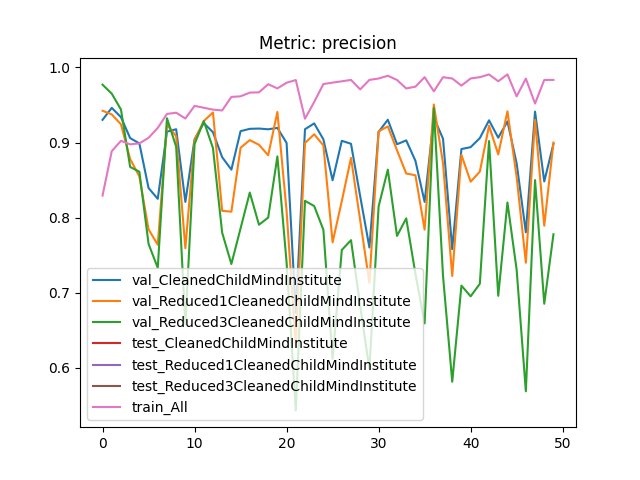 Metric: precision
1.0
0.9
0.8
0.7
0.6
val_CleanedChildMindInstitute
val_Reduced1CleanedChildMindInstitute
val_Reduced3CleanedChildMindInstitute
test_CleanedChildMindInstitute
test_Reduced1CleanedChildMindInstitute
test_Reduced3CleanedChildMindInstitute
train_All
0 10 20 30 40 50